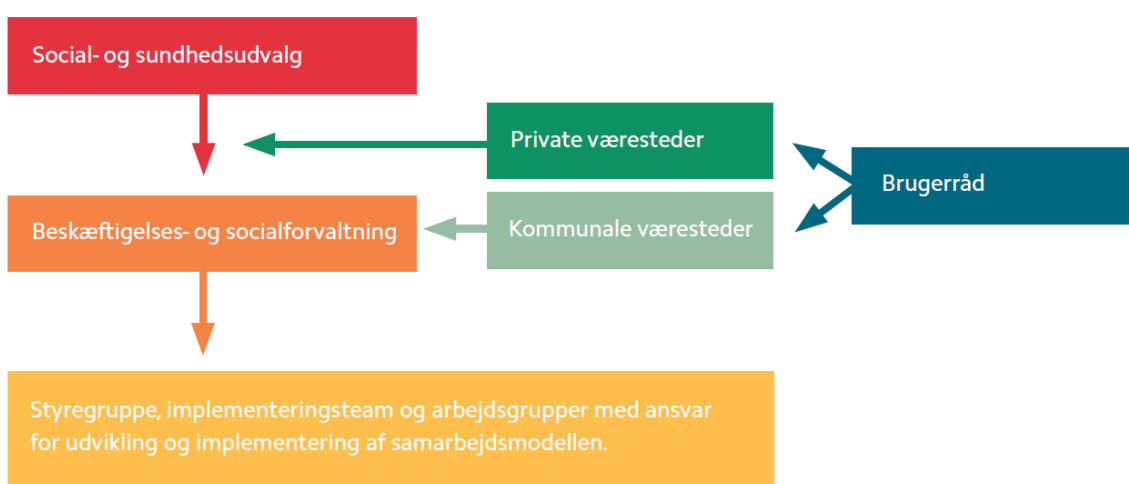 Social- og sundhedsudvalg
Private væresteder
Brugerråd
Beskæftigelses- og socialforvaltning
Kommunale væresteder
Styregruppe, implementeringsteam og arbejdsgrupper med ansvar
for udvikling og implementering af samarbejdsmodellen.